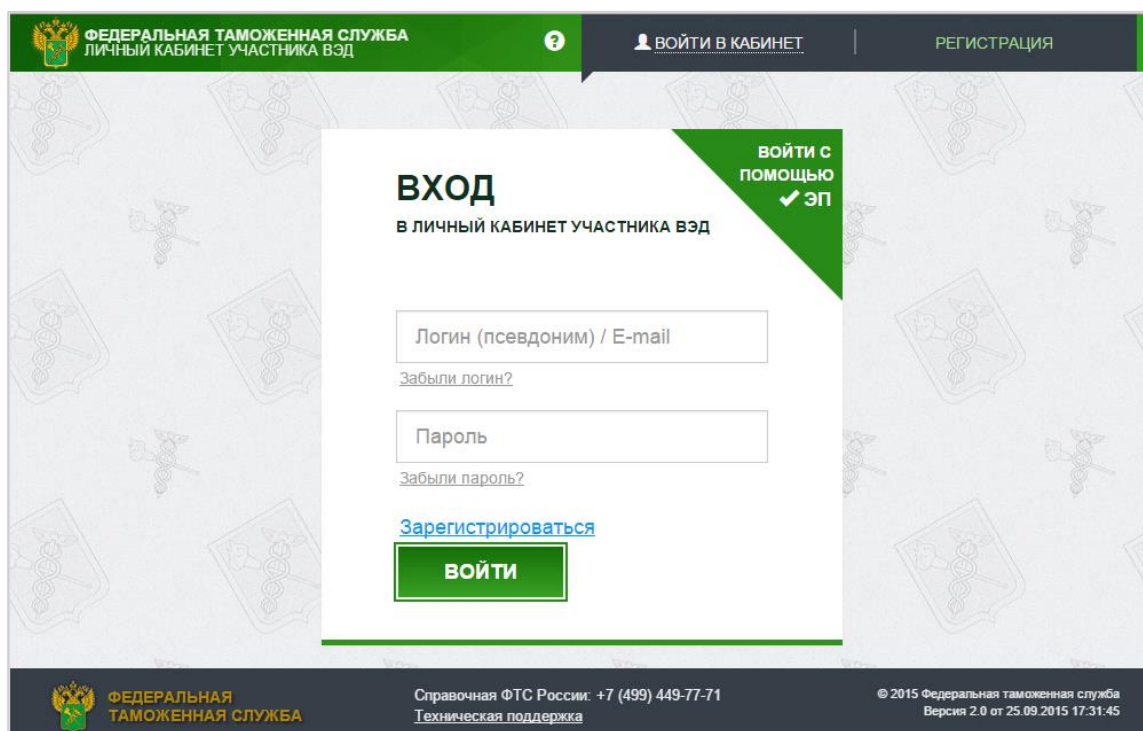 ФЕДЕРАЛЬНАЯ ТАМОЖЕННАЯ СЛУЖБА
ЛИЧНЫЙ КАБИНЕТ УЧАСТНИКА ВЭД
?
ВОЙТИ В КАБИНЕТ
РЕГИСТРАЦИЯ
ВОЙТИ С
ПОМОЩЬЮ
ЭП
ВХОД
В ЛИЧНЫЙ КАБИНЕТ УЧАСТНИКА ВЭД
Логин (псевдоним) / E-mail
Забыли логин?
Пароль
Забыли пароль?
Зарегистрироваться
ВОЙТИ
ФЕДЕРАЛЬНАЯ
ТАМОЖЕННАЯ СЛУЖБА
Справочная ФТС России: +7 (499) 449-77-71
Техническая поддержка
© 2015 Федеральная таможенная служба
Версия 2.0 от 25.09.2015 17:31:45